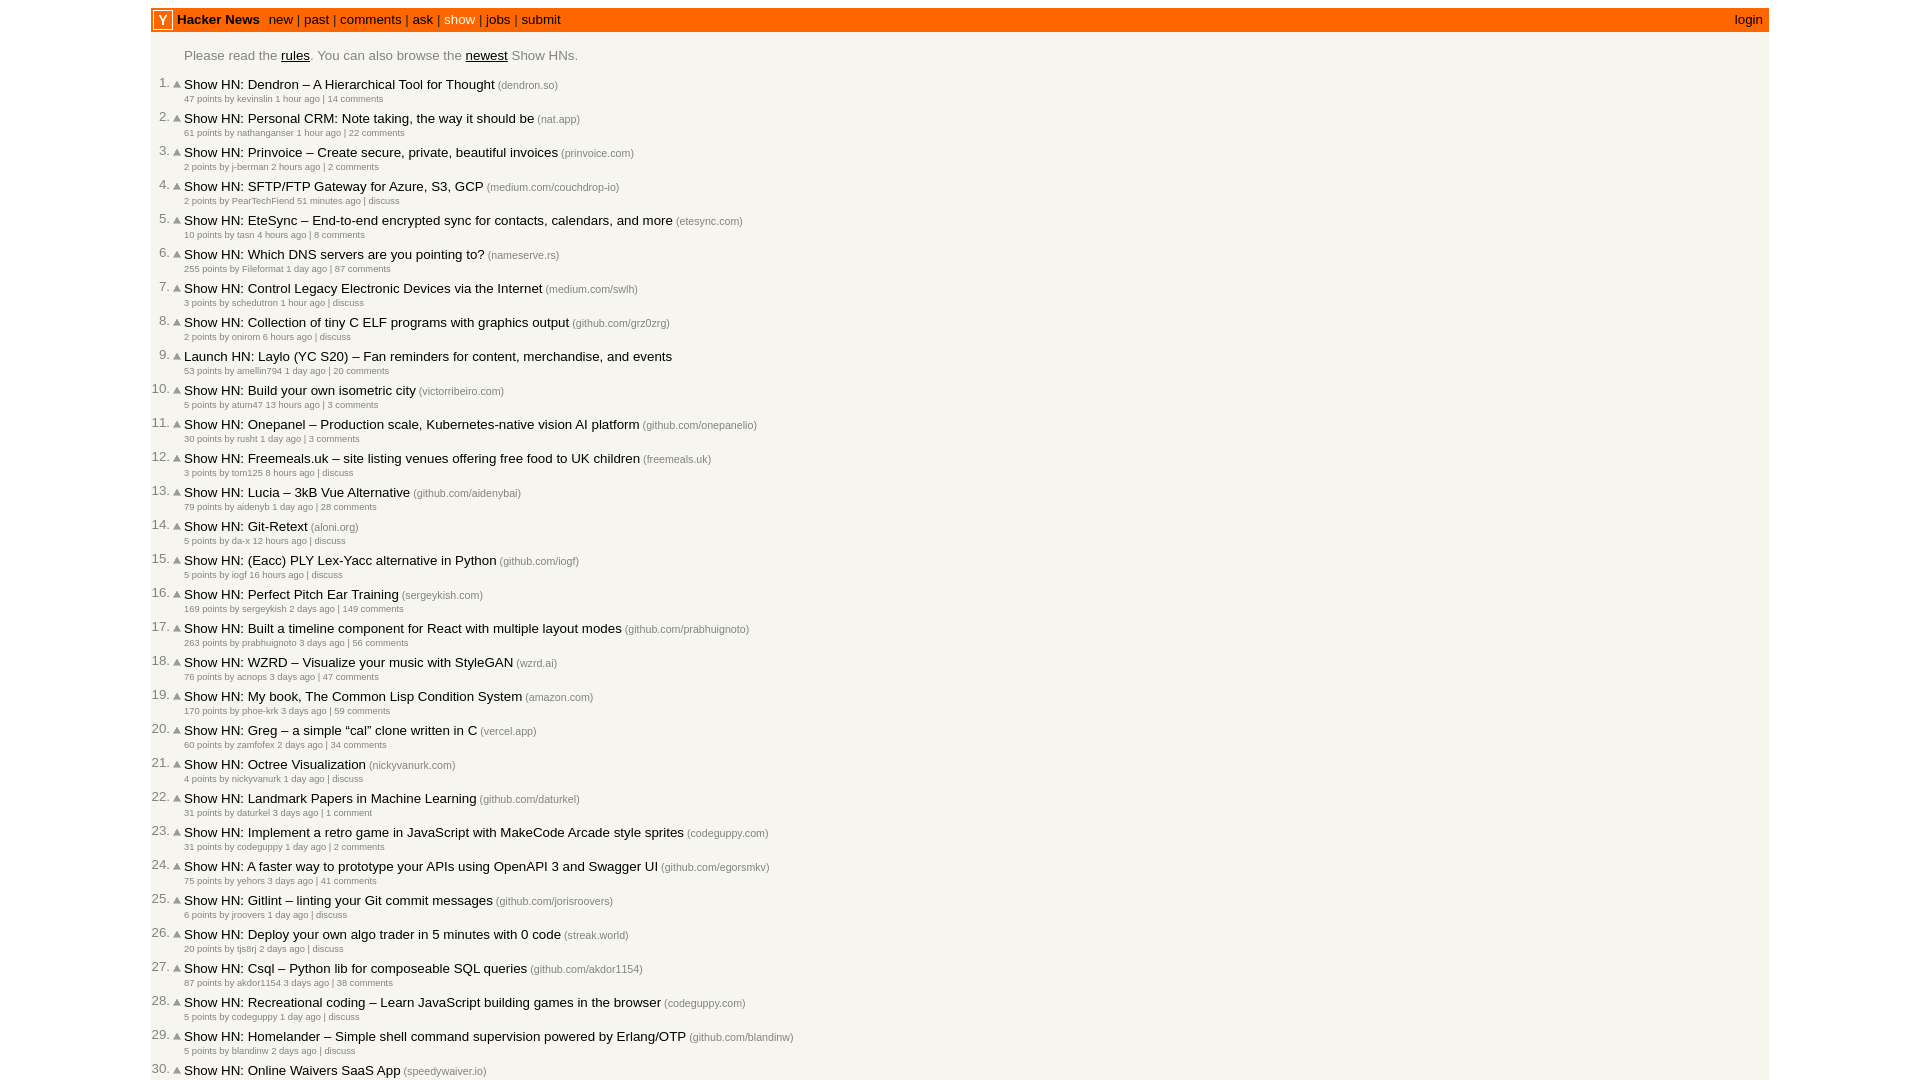 Y Hacker News new | past | comments | ask | show | jobs | submit login
Please read the rules. You can also browse the newest Show HNs.
1. Show HN: Dendron – A Hierarchical Tool for Thought (dendron.so)
47 points by kevinslin 1 hour ago | 14 comments
2. Show HN: Personal CRM: Note taking, the way it should be (nat.app)
61 points by nathanganser 1 hour ago | 22 comments
3. Show HN: Prinvoice – Create secure, private, beautiful invoices (prinvoice.com)
2 points by j-berman 2 hours ago | 2 comments
4. Show HN: SFTP/FTP Gateway for Azure, S3, GCP (medium.com/couchdrop-io)
2 points by PearTechFiend 51 minutes ago | discuss
5. Show HN: EteSync – End-to-end encrypted sync for contacts, calendars, and more (etesync.com)
10 points by tasn 4 hours ago | 8 comments
6. Show HN: Which DNS servers are you pointing to? (nameserve.rs)
255 points by Fileformat 1 day ago | 87 comments
7. Show HN: Control Legacy Electronic Devices via the Internet (medium.com/swlh)
3 points by schedutron 1 hour ago | discuss
8. Show HN: Collection of tiny C ELF programs with graphics output (github.com/grz0zrg)
2 points by onirom 6 hours ago | discuss
9. Launch HN: Laylo (YC S20) – Fan reminders for content, merchandise, and events
53 points by amellin794 1 day ago | 20 comments
10. Show HN: Build your own isometric city (victorribeiro.com)
5 points by atum47 13 hours ago | 3 comments
11. Show HN: Onepanel – Production scale, Kubernetes-native vision AI platform (github.com/onepanelio)
30 points by rusht 1 day ago | 3 comments
12. Show HN: Freemeals.uk – site listing venues offering free food to UK children (freemeals.uk)
3 points by tom125 8 hours ago | discuss
13. Show HN: Lucia – 3kB Vue Alternative (github.com/aidenybai)
79 points by aidenyb 1 day ago | 28 comments
14. Show HN: Git-Retext (aloni.org)
5 points by da-x 12 hours ago | discuss
15. Show HN: (Eacc) PLY Lex-Yacc alternative in Python (github.com/iogf)
5 points by iogf 16 hours ago | discuss
16. Show HN: Perfect Pitch Ear Training (sergeykish.com)
169 points by sergeykish 2 days ago | 149 comments
17. Show HN: Built a timeline component for React with multiple layout modes (github.com/prabhuignoto)
263 points by prabhuignoto 3 days ago | 56 comments
18. Show HN: WZRD – Visualize your music with StyleGAN (wzrd.ai)
76 points by acnops 3 days ago | 47 comments
19. Show HN: My book, The Common Lisp Condition System (amazon.com)
170 points by phoe-krk 3 days ago | 59 comments
20. Show HN: Greg – a simple “cal” clone written in C (vercel.app)
60 points by zamfofex 2 days ago | 34 comments
21. Show HN: Octree Visualization (nickyvanurk.com)
4 points by nickyvanurk 1 day ago | discuss
22. Show HN: Landmark Papers in Machine Learning (github.com/daturkel)
31 points by daturkel 3 days ago | 1 comment
23. Show HN: Implement a retro game in JavaScript with MakeCode Arcade style sprites (codeguppy.com)
31 points by codeguppy 1 day ago | 2 comments
24. Show HN: A faster way to prototype your APIs using OpenAPI 3 and Swagger UI (github.com/egorsmkv)
75 points by yehors 3 days ago | 41 comments
25. Show HN: Gitlint – linting your Git commit messages (github.com/jorisroovers)
6 points by jroovers 1 day ago | discuss
26. Show HN: Deploy your own algo trader in 5 minutes with 0 code (streak.world)
20 points by tjs8rj 2 days ago | discuss
27. Show HN: Csql – Python lib for composeable SQL queries (github.com/akdor1154)
87 points by akdor1154 3 days ago | 38 comments
28. Show HN: Recreational coding – Learn JavaScript building games in the browser (codeguppy.com)
5 points by codeguppy 1 day ago | discuss
29. Show HN: Homelander – Simple shell command supervision powered by Erlang/OTP (github.com/blandinw)
5 points by blandinw 2 days ago | discuss
30. Show HN: Online Waivers SaaS App (speedywaiver.io)